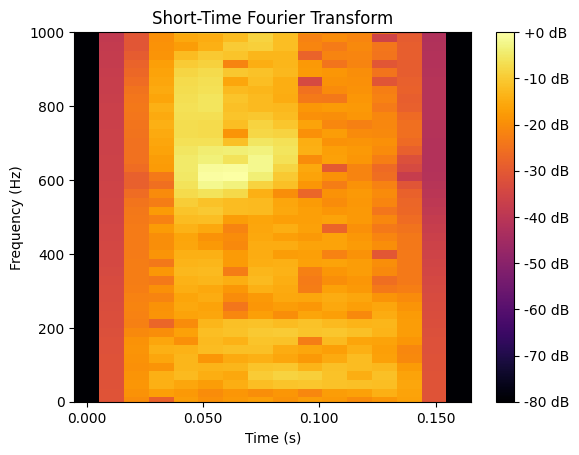 Short-Time Fourier Transform
1000
800
600
400
200
0
Frequency (Hz)
0.000
0.050
0.100
0.150
Time (s)
+0 dB
-10 dB
-20 dB
-30 dB
-40 dB
-50 dB
-60 dB
-70 dB
-80 dB